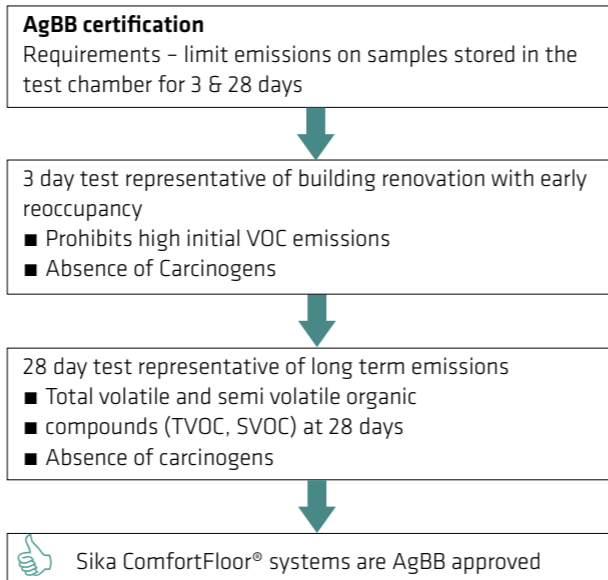 AgBB certification
Requirements – limit emissions on samples stored in the
test chamber for 3 & 28 days
3 day test representative of building renovation with early
reoccupancy
■ Prohibits high initial VOC emissions
■ Absence of Carcinogens
28 day test representative of long term emissions
■ Total volatile and semi volatile organic
■ compounds (TVOC, SVOC) at 28 days
■ Absence of carcinogens
Sika ComfortFloor® systems are AgBB approved